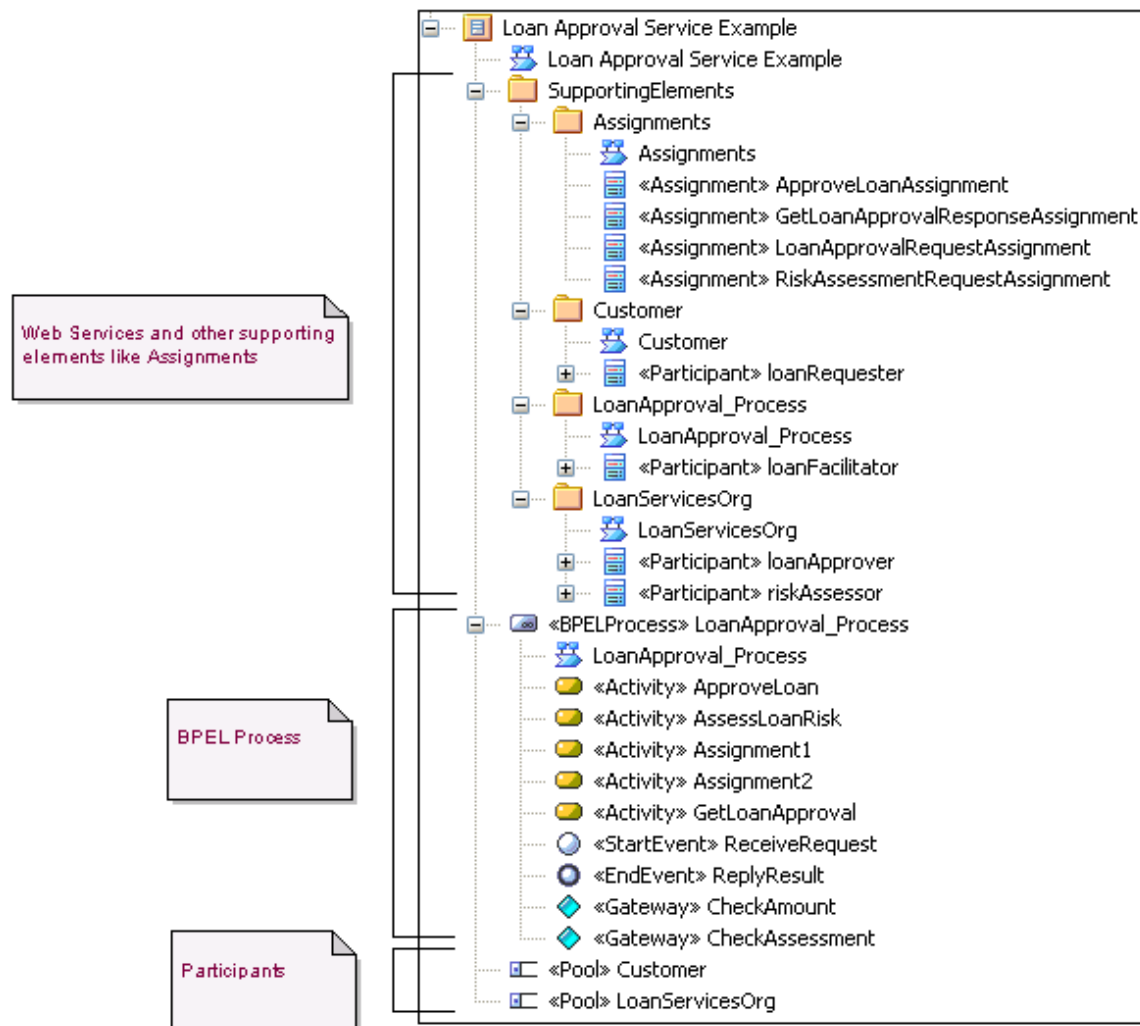 Loan Approval Service Example
Loan Approval Service Example
SupportingElements
Assignments
Assignments
«Assignment» ApproveLoanAssignment
«Assignment» GetLoanApprovalResponseAssignment
«Assignment» LoanApprovalRequestAssignment
«Assignment» RiskAssessmentRequestAssignment
Customer
Customer
«Participant» loanRequester
LoanApproval_Process
LoanApproval_Process
«Participant» loanFacilitator
LoanServicesOrg
LoanServicesOrg
«Participant» loanApprover
«Participant» riskAssessor
«BPELProcess» LoanApproval_Process
LoanApproval_Process
«Activity» ApproveLoan
«Activity» AssessLoanRisk
«Activity» Assignment1
«Activity» Assignment2
«Activity» GetLoanApproval
«StartEvent» ReceiveRequest
«EndEvent» ReplyResult
«Gateway» CheckAmount
«Gateway» CheckAssessment
«Pool» Customer
«Pool» LoanServicesOrg
Web Services and other supporting
elements like Assignments
BPEL Process
Participants